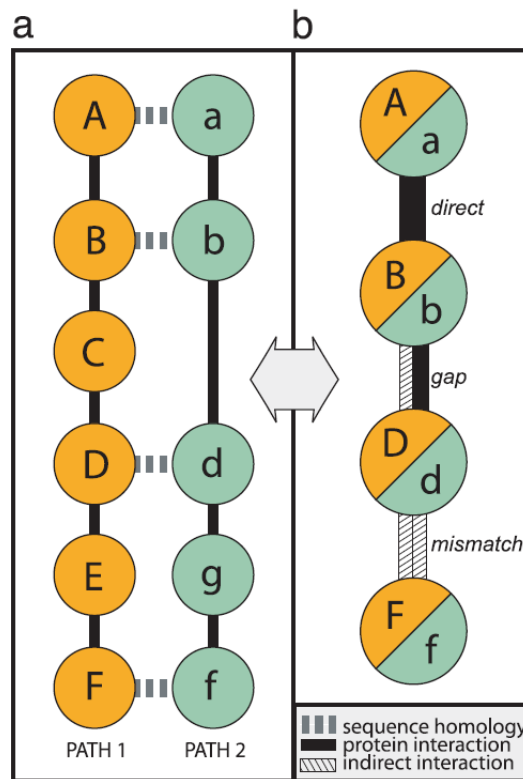 a
b
A
a
B
b
C
D
d
E
g
F
f
PATH 1
PATH 2
A
a
direct
B
b
gap
D
d
mismatch
F
f
sequence homology
protein interaction
indirect interaction